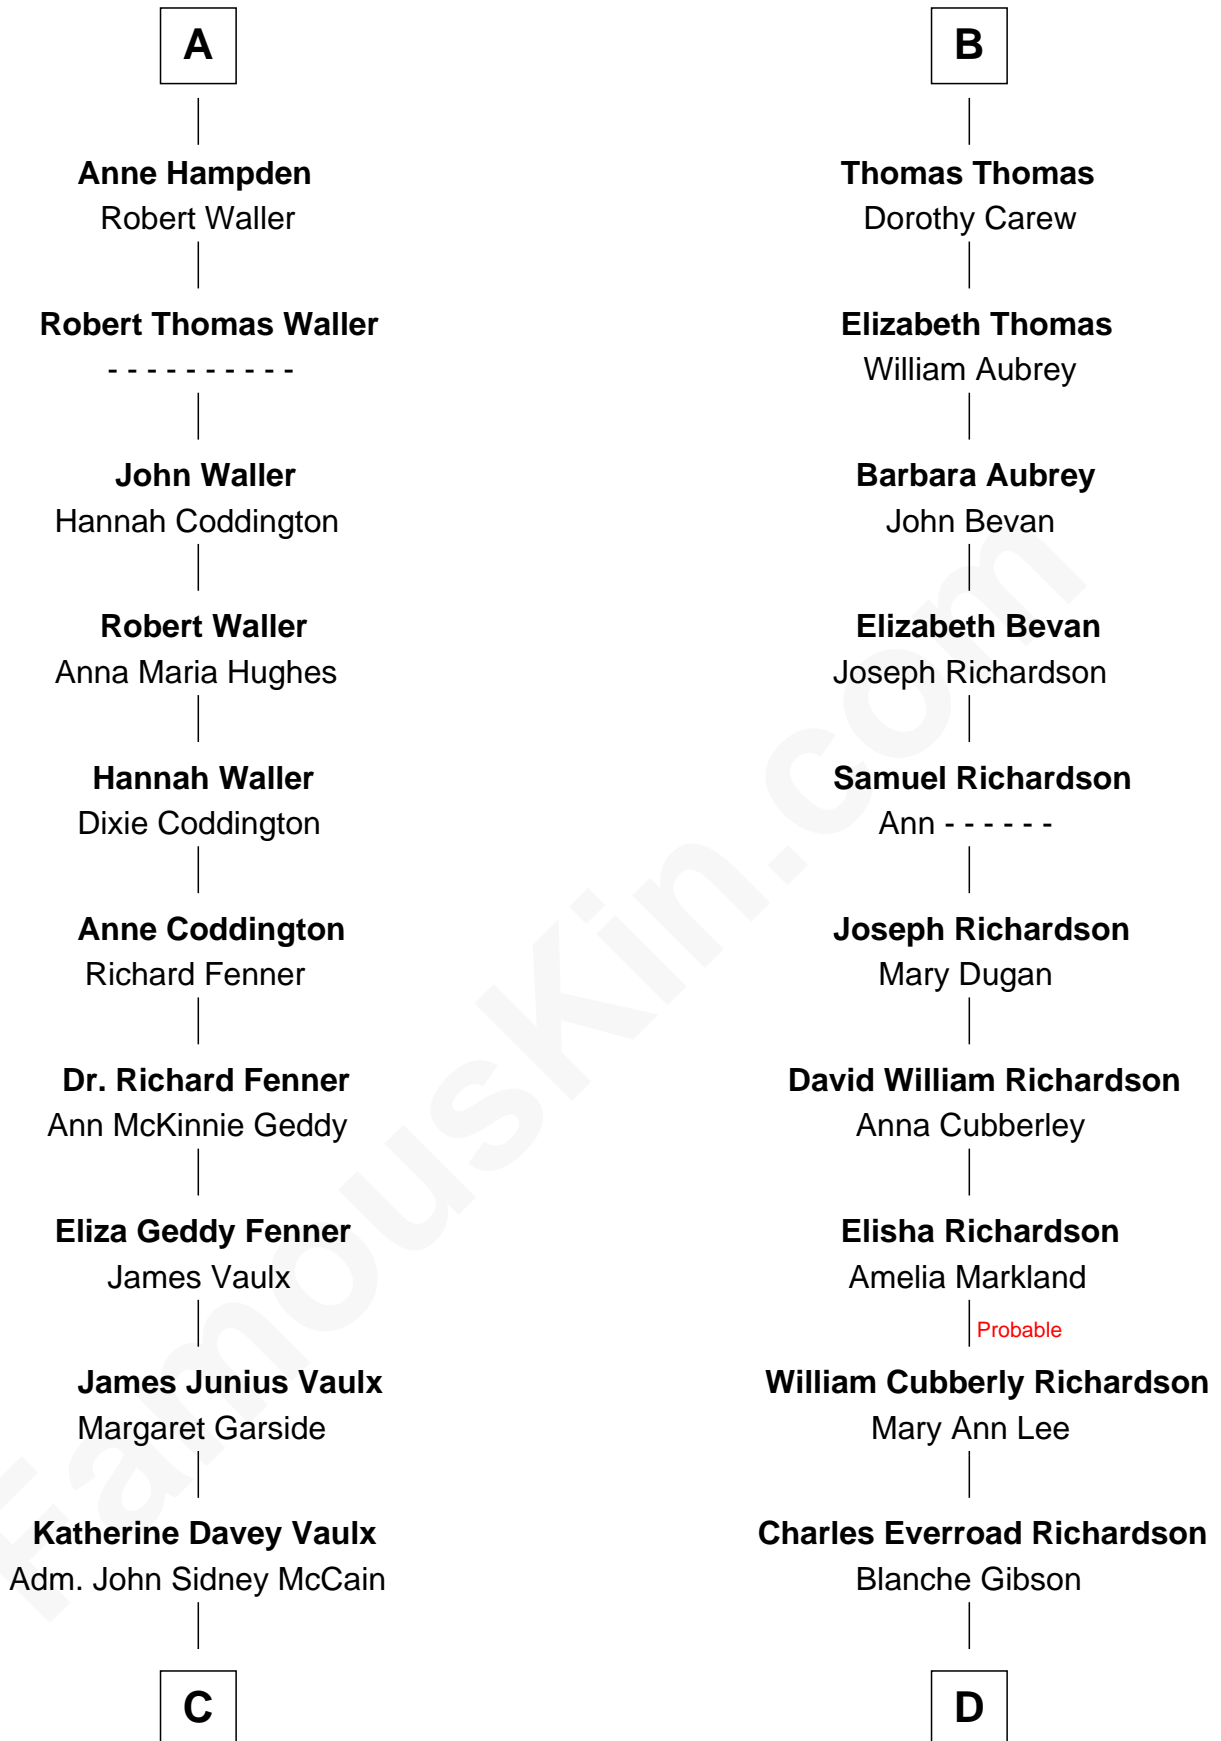 A
Anne Hampden
Robert Waller
Robert Thomas Waller
- - - - - - - - - -
John Waller
Hannah Coddington
Robert Waller
Anna Maria Hughes
Hannah Waller
Dixie Coddington
Anne Coddington
Richard Fenner
Dr. Richard Fenner
Ann McKinnie Geddy
Eliza Geddy Fenner
James Vaulx
James Junius Vaulx
Margaret Garside
Katherine Davey Vaulx
Adm. John Sidney McCain
C
B
Thomas Thomas
Dorothy Carew
Elizabeth Thomas
William Aubrey
Barbara Aubrey
John Bevan
Elizabeth Bevan
Joseph Richardson
Samuel Richardson
Ann - - - - - -
Joseph Richardson
Mary Dugan
David William Richardson
Anna Cubberley
Elisha Richardson
Amelia Markland
Probable
William Cubberly Richardson
Mary Ann Lee
Charles Everroad Richardson
Blanche Gibson
D
FamousKin.com